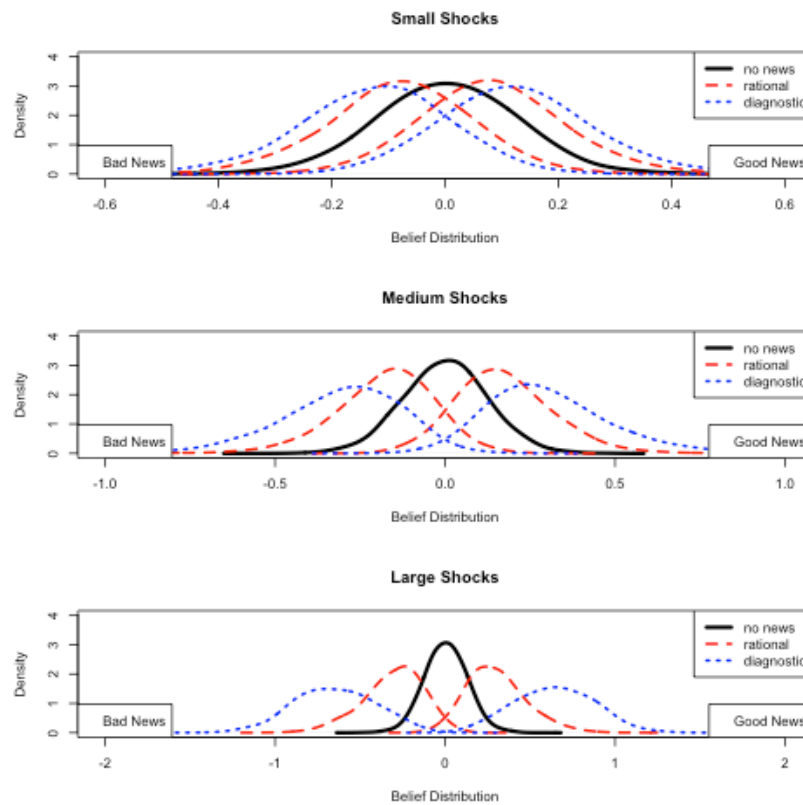 Small Shocks
4
3
2
1
0
Density
no news
rational
diagnostic
Bad News
Good News
-0.6 -0.4 -0.2 0.0 0.2 0.4 0.6
Belief Distribution
Medium Shocks
4
3
2
1
0
Density
no news
rational
diagnostic
Bad News
Good News
-1.0 -0.5 0.0 0.5 1.0
Belief Distribution
Large Shocks
4
3
2
1
0
Density
no news
rational
diagnostic
Bad News
Good News
-2 -1 0 1 2
Belief Distribution